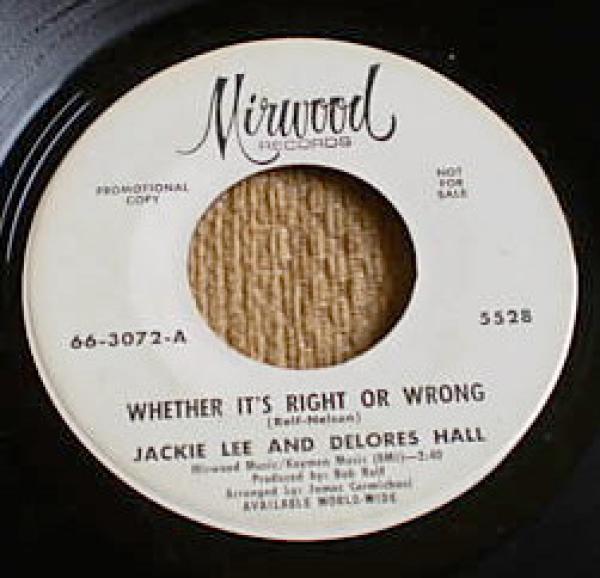 Mirwood
RECORDS
PROMOTIONAL
COPY
NOT
FOR
SALE
66-3072-A
5528
WHETHER IT'S RIGHT OR WRONG
(Relf-Nelson)
JACKIE LEE AND DELORES HALL
Mirwood Music/Keymen Music (BMI)—2:40
Produced by: Bob Relf
Arranged by: James Carmichael
AVAILABLE WORLD-WIDE